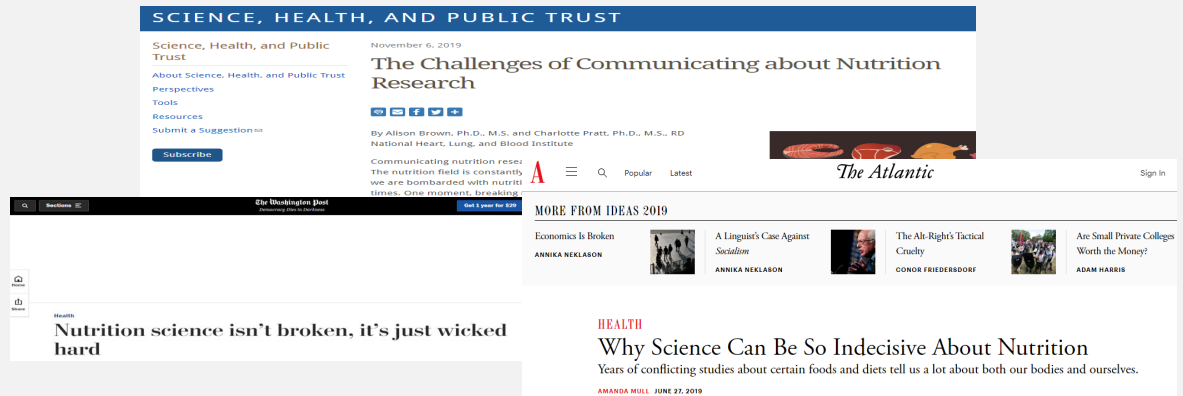 SCIENCE, HEALTH, AND PUBLIC TRUST
Science, Health, and Public
Trust
About Science, Health, and Public Trust
Perspectives
Tools
Resources
Submit a Suggestion
Subscribe
November 6, 2019
The Challenges of Communicating about Nutrition
Research
By Alison Brown, Ph.D., M.S. and Charlotte Pratt, Ph.D., M.S., RD
National Heart, Lung, and Blood Institute
Communicating nutrition
The nutrition field is constantly
we are bombarded with
times. One moment, breaking
Sections
The Washington Post
Democracy Dies in Darkness
Get 1 year for $29
Home
Share
Health
Nutrition science isn’t broken, it’s just wicked
hard
A
Popular
Latest
The Atlantic
Sign In
MORE FROM IDEAS 2019
Economics Is Broken
ANNIKA NEKLASON
A Linguist’s Case Against
Socialism
ANNIKA NEKLASON
The Alt-Right’s Tactical
Cruelty
CONOR FRIEDERSDORF
Are Small Private Colleges
Worth the Money?
ADAM HARRIS
HEALTH
Why Science Can Be So Indecisive About Nutrition
Years of conflicting studies about certain foods and diets tell us a lot about both our bodies and ourselves.
AMANDA MULL JUNE 27, 2019